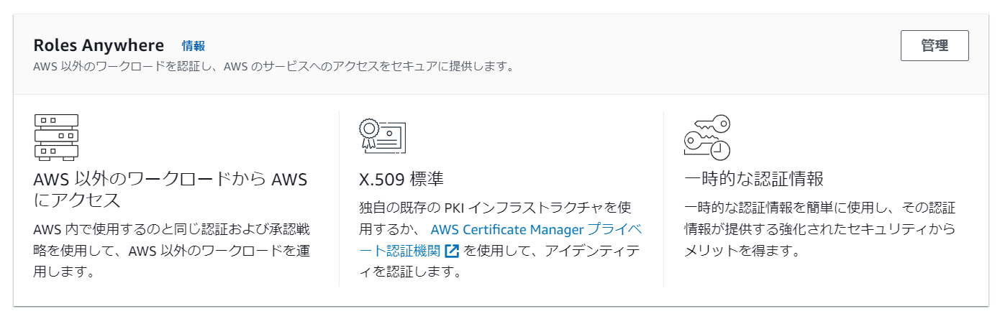 Roles Anywhere 情報
管理
AWS 以外のワークロードを認証し、AWS のサービスへのアクセスをセキュアに提供します。
AWS 以外のワークロードから AWS
にアクセス
AWS 内で使用するのと同じ認証および承認戦
略を使用して、AWS 以外のワークロードを運
用します。
X.509 標準
独自の既存の PKI インフラストラクチャを使
用するか、 AWS Certificate Manager プライベ
ート認証機関 を使用して、アイデンティテ
ィを認証します。
一時的な認証情報
一時的な認証情報を簡単に使用し、その認証
情報が提供する強化されたセキュリティから
メリットを得ます。